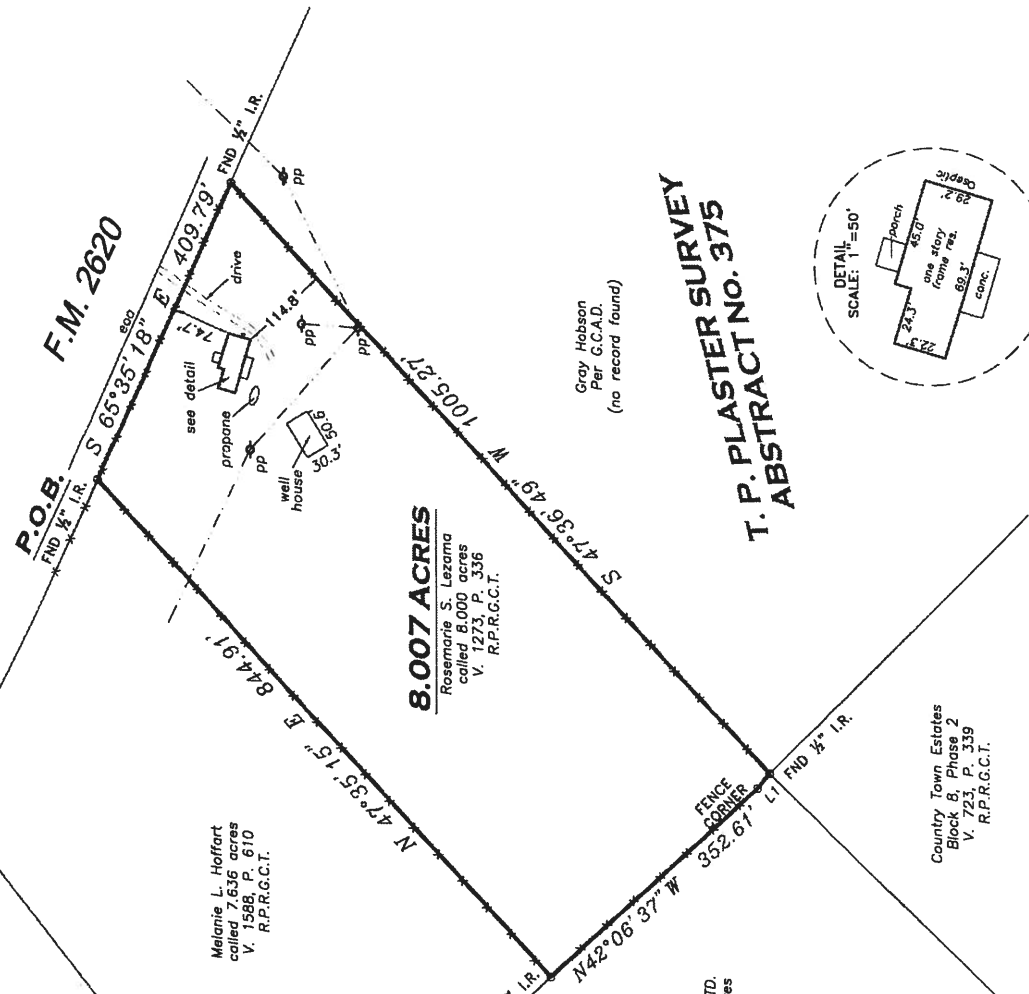 F.M. 2620
P.O.B.
FND ½" I.R.
S 65°35'18" E 409.79'
eoa
FND ½" I.R.
drive
74.7'
114.8'
see detail
propane
pp
pp
pp
pp
well
house
30.3'
50.6
1005.27'
S 47°36'49" W
N 47°35'15" E 844.91'
8.007 ACRES
Rosemarie S. Lezama
called 8.000 acres
V. 1273, P. 336
R.P.R.G.C.T.
Melanie L. Hoffart
called 7.636 acres
V. 1588, P. 610
R.P.R.G.C.T.
Gray Hobson
Per G.C.A.D.
(no record found)
T. P. PLASTER SURVEY
ABSTRACT NO. 375
DETAIL
SCALE: 1"=50'
porch
45.0'
24.3'
22.3'
one story
frame res.
69.3'
29.2'
Oseptic
conc.
FENCE
CORNER
L1
FND ½" I.R.
N42°06'37" W 352.61'
I.R.
Country Town Estates
Block B, Phase 2
V. 723, P. 339
R.P.R.G.C.T.
TD.
es